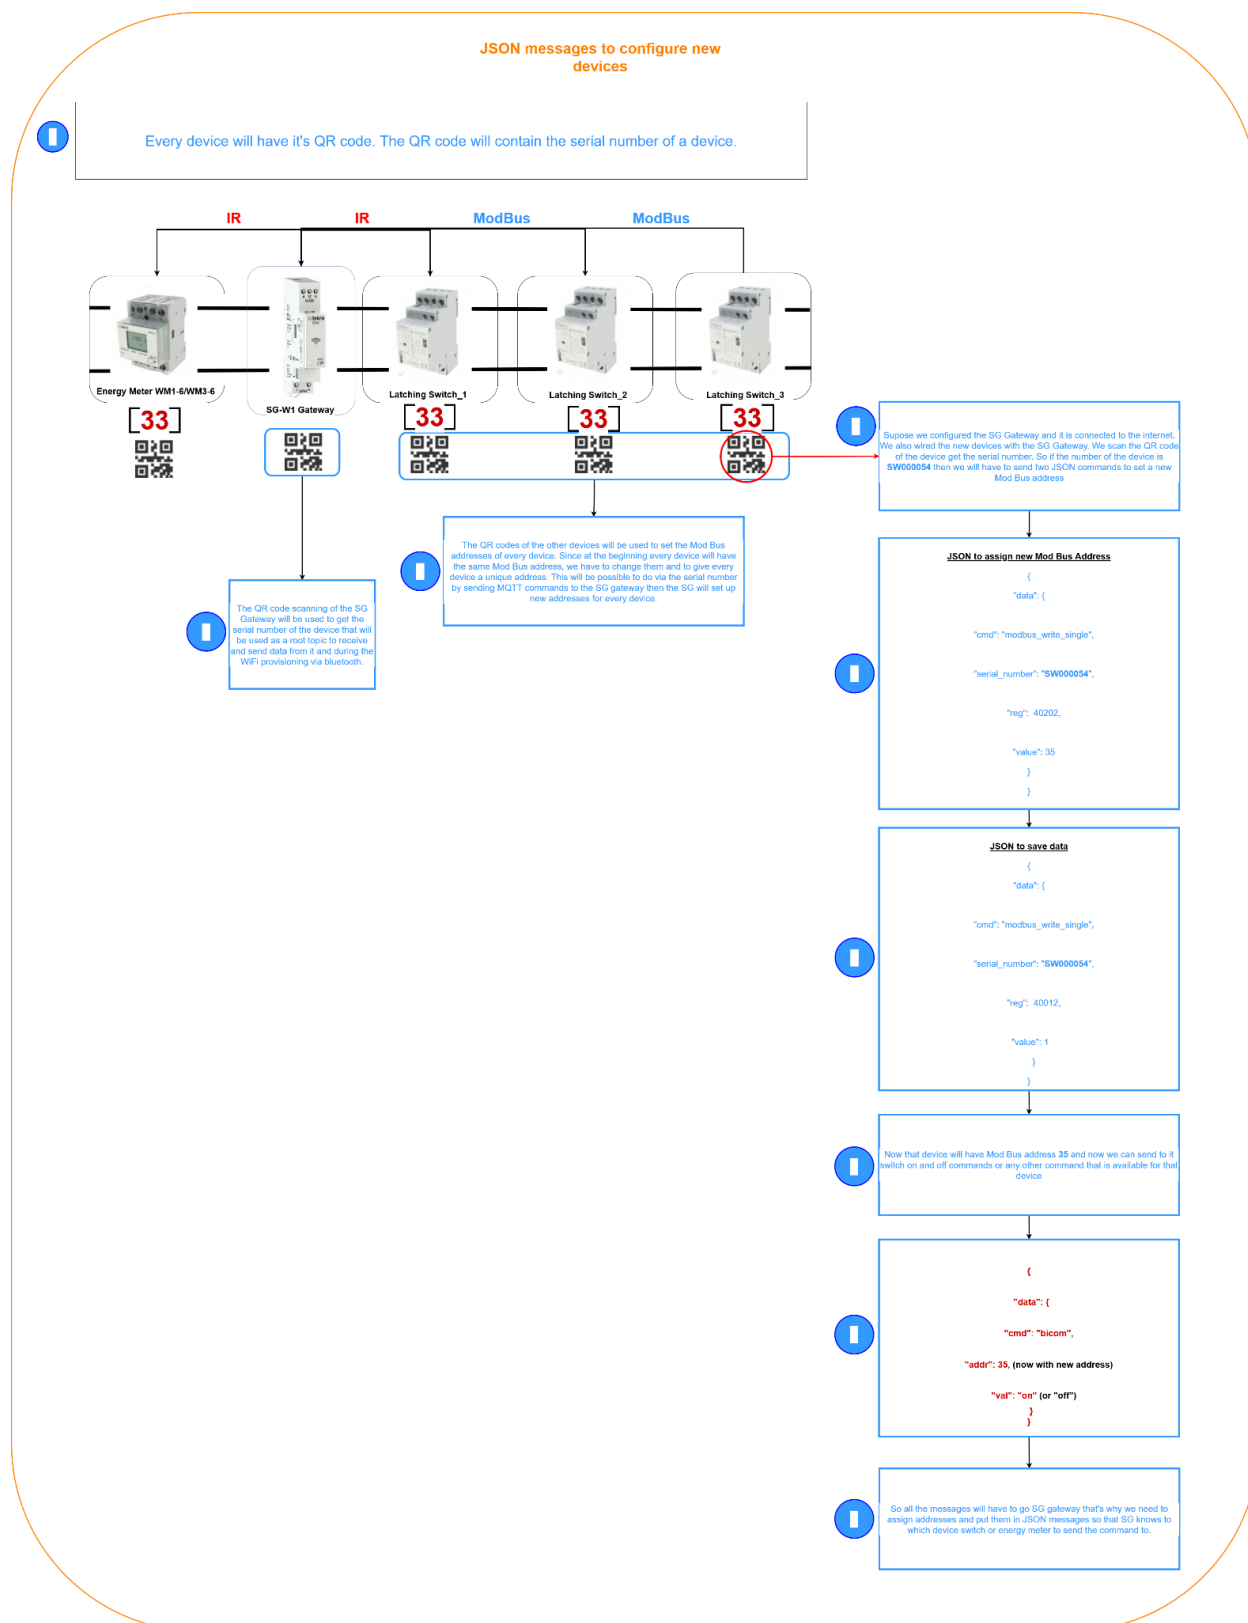 JSON messages to configure new
devices
Every device will have it's QR code. The QR code will contain the serial number of a device.
IR
IR
ModBus
ModBus
Energy Meter WM1-6/WM3-6
SG-W1 Gateway
Latching Switch_1
Latching Switch_2
Latching Switch_3
[33]
[33]
[33]
[33]
The QR code scanning of the SG
Gateway will be used to get the
serial number of the device that will
be used as a root topic to receive
and send data from it and during the
WiFi provisioning via bluetooth.
The QR codes of the other devices will be used to set the Mod Bus
addresses of every device. Since at the beginning every device will have
the same Mod Bus address, we have to change them and to give every
device a unique address. This will be possible to do via the serial number
by sending MQTT commands to the SG gateway then the SG will set up
new addresses for every device.
Supose we configured the SG Gateway and it is connected to the internet.
We also wired the new devices with the SG Gateway. We scan the QR code
of the device get the serial number. So if the number of the device is
SW000054 then we will have to send two JSON commands to set a new
Mod Bus address
JSON to assign new Mod Bus Address
{
"data": {
"cmd": "modbus_write_single",
"serial_number": "SW000054",
"reg": 40202,
"value": 35
}
}
JSON to save data
{
"data": {
"cmd": "modbus_write_single",
"serial_number": "SW000054",
"reg": 40012,
"value": 1
}
}
Now that device will have Mod Bus address 35 and now we can send to it
switch on and off commands or any other command that is available for that
device
{
"data": {
"cmd": "bicom",
"addr": 35, (now with new address)
"val": "on" (or "off")
}
}
So all the messages will have to go SG gateway that's why we need to
assign addresses and put them in JSON messages so that SG knows to
which device switch or energy meter to send the command to.